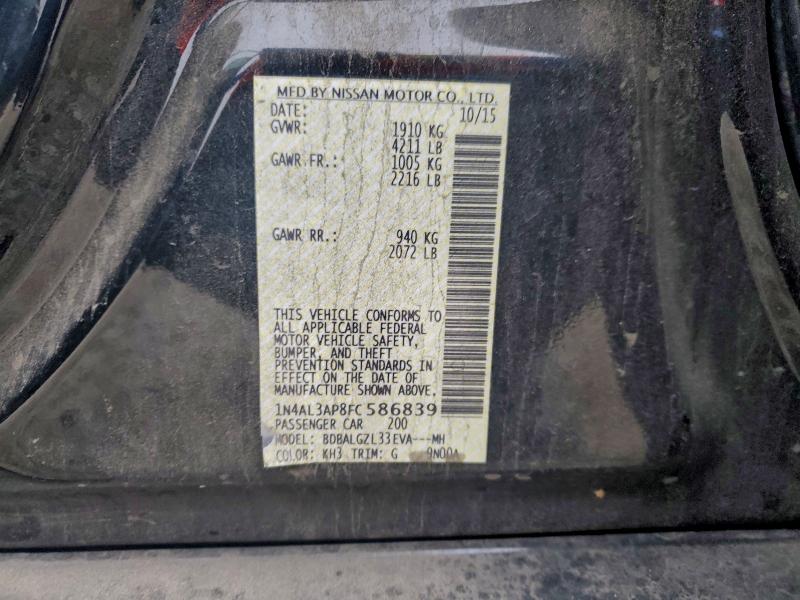 MFD.BY NISSAN MOTOR CO., LTD.
DATE: 10/15
GVWR: 1910 KG
4211 LB
GAWR FR.: 1005 KG
2216 LB
GAWR RR.: 940 KG
2072 LB
THIS VEHICLE CONFORMS TO
ALL APPLICABLE FEDERAL
MOTOR VEHICLE SAFETY,
BUMPER, AND THEFT
PREVENTION STANDARDS IN
EFFECT ON THE DATE OF
MANUFACTURE SHOWN ABOVE.
1N4AL3AP8FC586839
PASSENGER CAR 200
MODEL: BDBALGZL33EVA---MH
COLOR: KH3 TRIM: G 9N00A